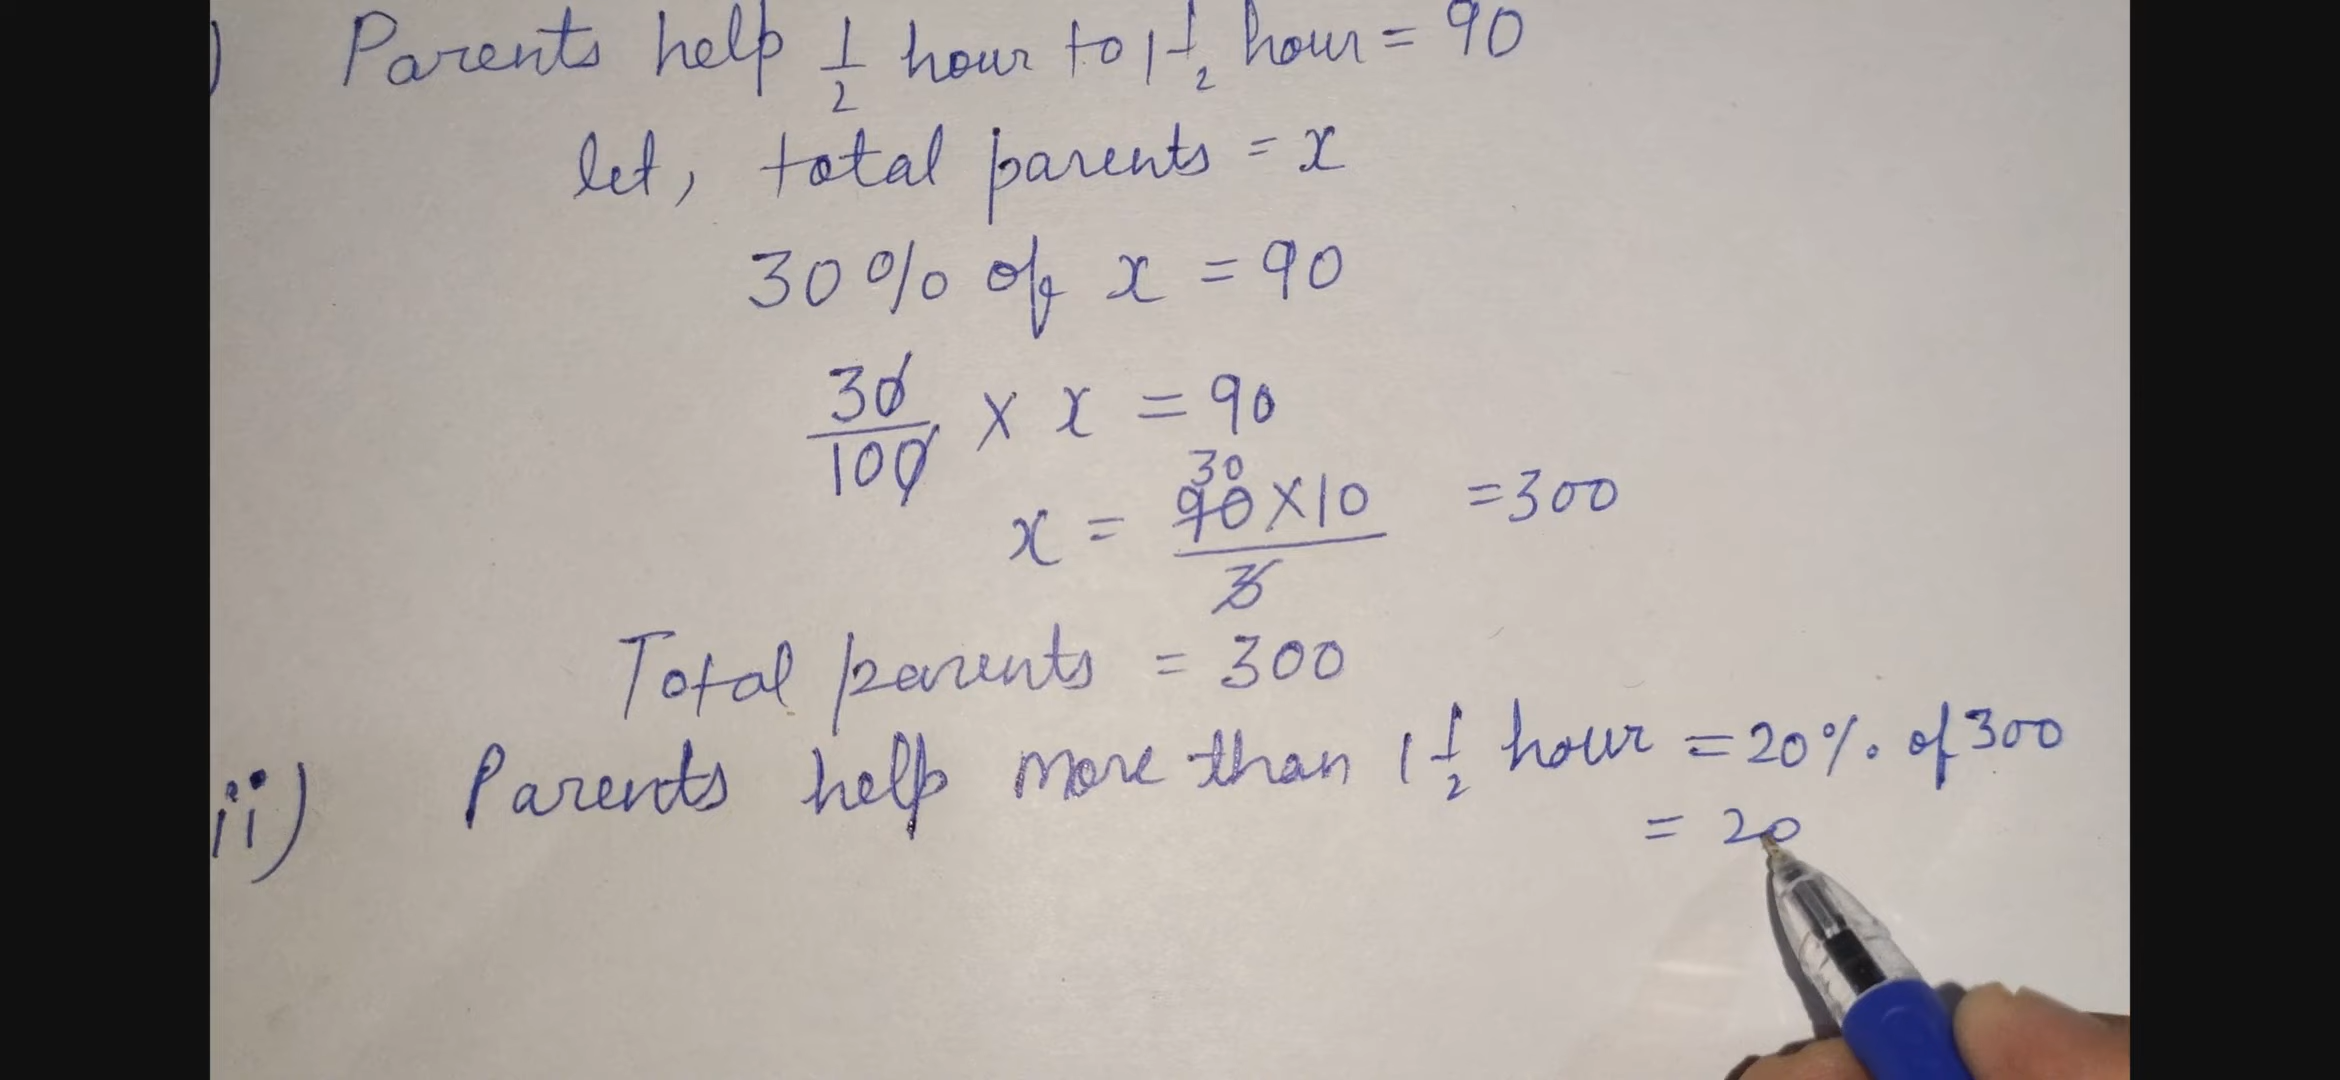 ) Parents help 1/2 hour to 1 1/2 hour = 90
let, total parents = x
30% of x = 90
30/100 × x = 90
x = 90 × 10 / 3 = 300
30
Total parents = 300
ii) Parents help more than 1 1/2 hour = 20% of 300
= 20